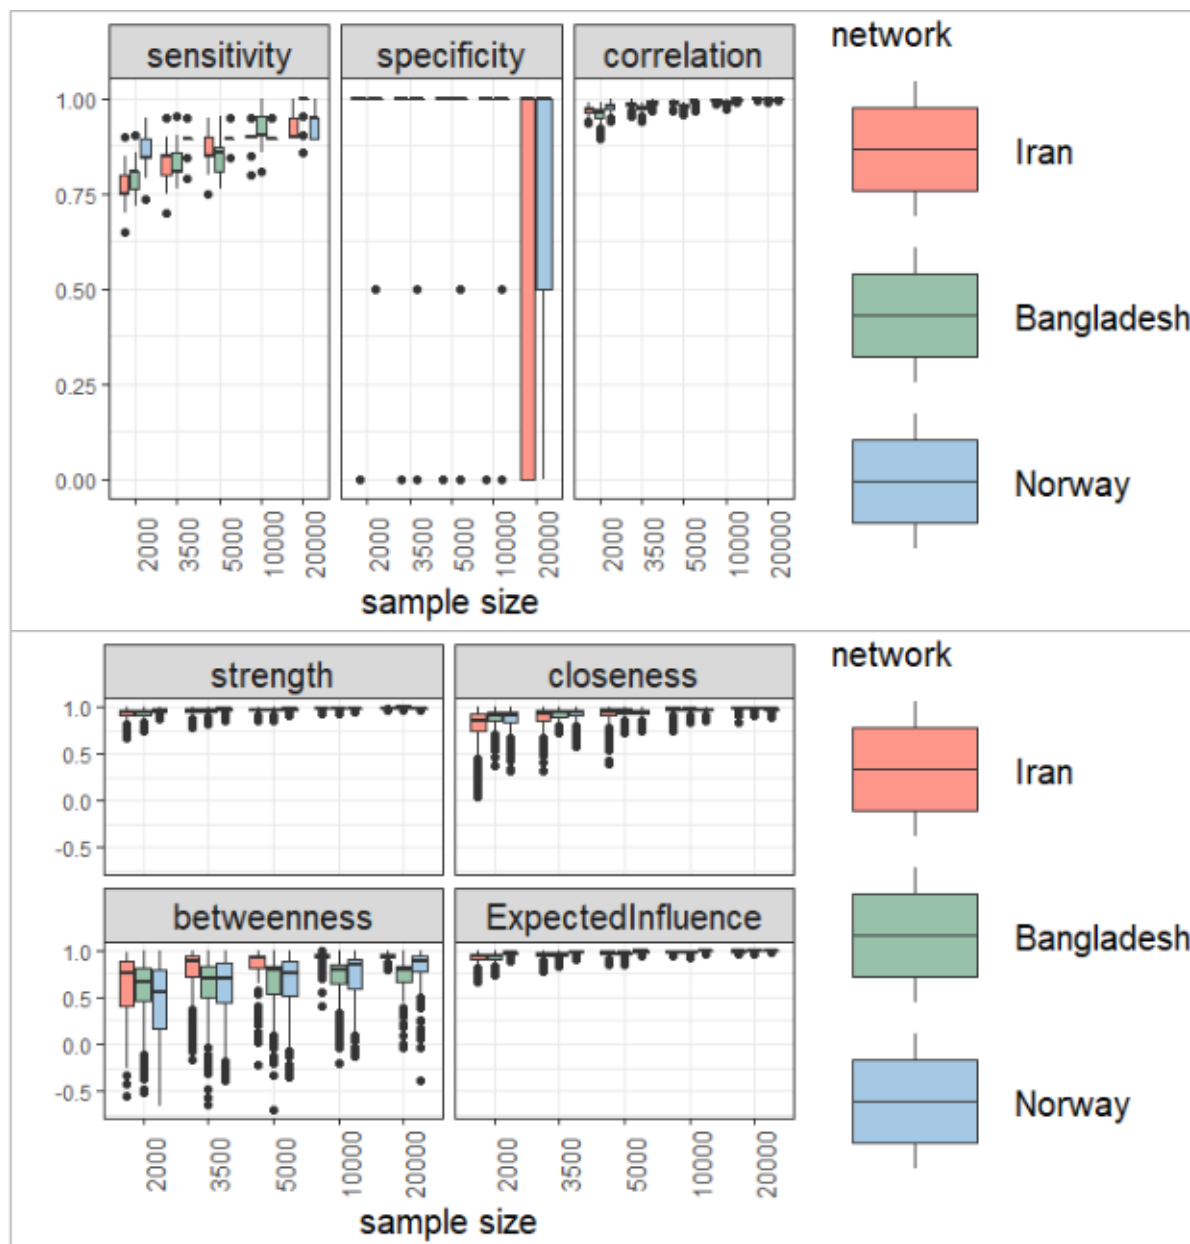 sensitivity specificity correlation
1.00
0.75
0.50
0.25
0.00
2000 3500 5000 10000 20000 2000 3500 5000 10000 20000 2000 3500 5000 10000 20000
sample size
network
Iran
Bangladesh
Norway
strength closeness
1.0
0.5
0.0
-0.5
betweenness ExpectedInfluence
1.0
0.5
0.0
-0.5
2000 3500 5000 10000 20000 2000 3500 5000 10000 20000
sample size
network
Iran
Bangladesh
Norway